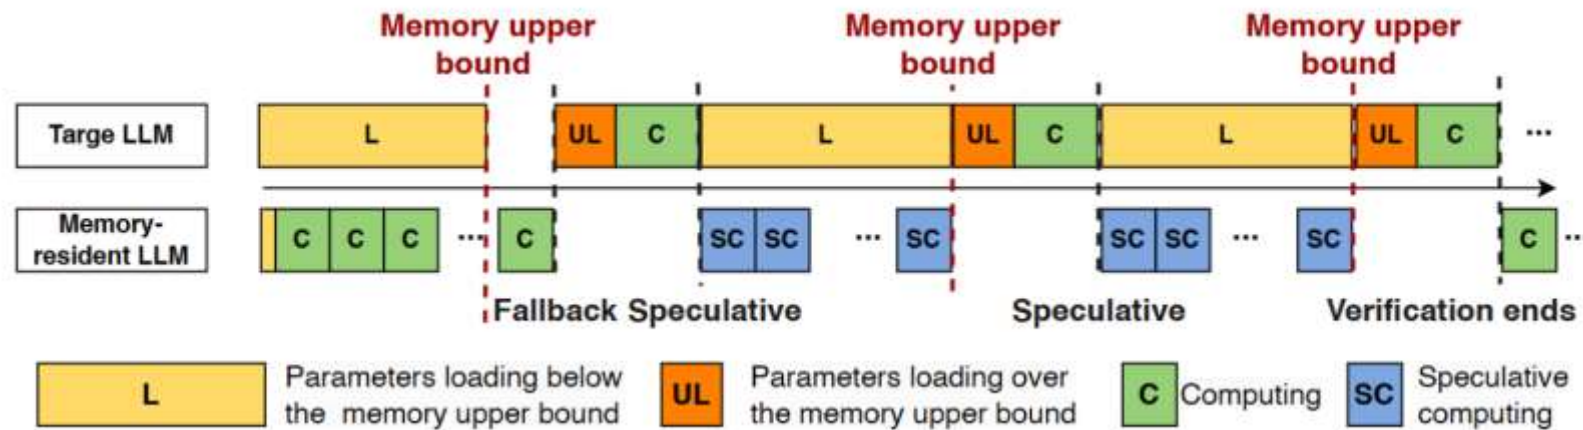 Memory upper
bound
Memory upper
bound
Memory upper
bound
Targe LLM
L
UL
C
L
UL
C
L
UL
C
...
Memory-
resident LLM
C
C
C
...
C
SC
SC
...
SC
SC
SC
...
SC
C
...
Fallback
Speculative
Speculative
Verification ends
L
Parameters loading below
the memory upper bound
UL
Parameters loading over
the memory upper bound
C
Computing
SC
Speculative
computing